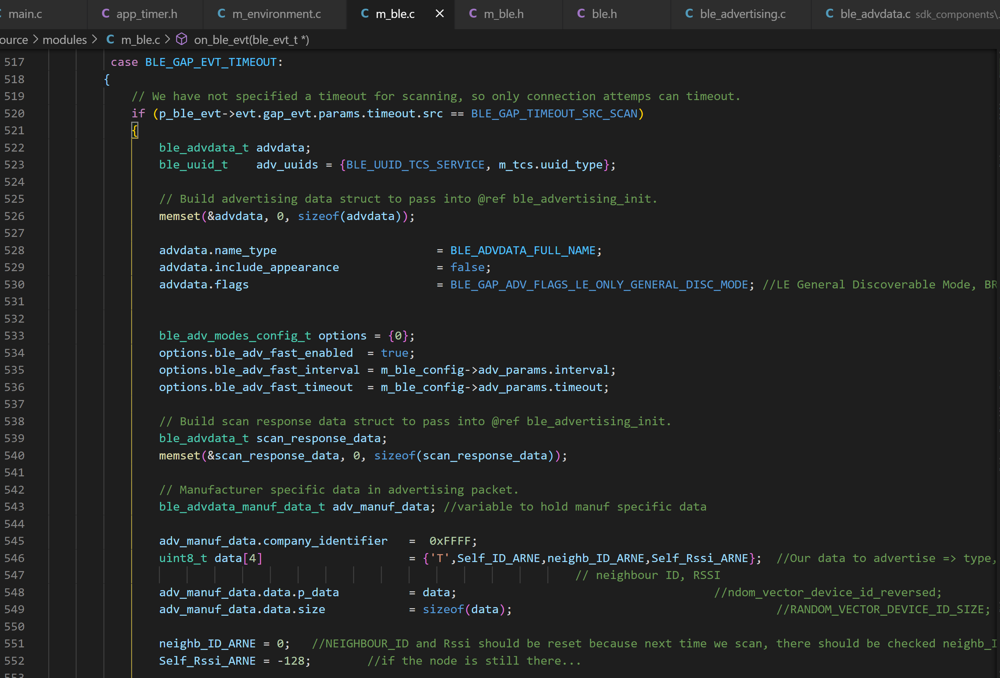 main.c C app_timer.h C m_environment.c C m_ble.c × C m_ble.h C ble.h C ble_advertising.c C ble_advdata.c sdk_components\
ource > modules > C m_ble.c > on_ble_evt(ble_evt_t *)
517 case BLE_GAP_EVT_TIMEOUT:
518 {
519 // We have not specified a timeout for scanning, so only connection attemps can timeout.
520 if (p_ble_evt->evt.gap_evt.params.timeout.src == BLE_GAP_TIMEOUT_SRC_SCAN)
521 {
522 ble_advdata_t advdata;
523 ble_uuid_t adv_uuids = {BLE_UUID_TCS_SERVICE, m_tcs.uuid_type};
524
525 // Build advertising data struct to pass into @ref ble_advertising_init.
526 memset(&advdata, 0, sizeof(advdata));
527
528 advdata.name_type = BLE_ADVDATA_FULL_NAME;
529 advdata.include_appearance = false;
530 advdata.flags = BLE_GAP_ADV_FLAGS_LE_ONLY_GENERAL_DISC_MODE; //LE General Discoverable Mode, BR
531
532
533 ble_adv_modes_config_t options = {0};
534 options.ble_adv_fast_enabled = true;
535 options.ble_adv_fast_interval = m_ble_config->adv_params.interval;
536 options.ble_adv_fast_timeout = m_ble_config->adv_params.timeout;
537
538 // Build scan response data struct to pass into @ref ble_advertising_init.
539 ble_advdata_t scan_response_data;
540 memset(&scan_response_data, 0, sizeof(scan_response_data));
541
542 // Manufacturer specific data in advertising packet.
543 ble_advdata_manuf_data_t adv_manuf_data; //variable to hold manuf specific data
544
545 adv_manuf_data.company_identifier = 0xFFFF;
546 uint8_t data[4] = {'T',Self_ID_ARNE,neighb_ID_ARNE,Self_Rssi_ARNE}; //Our data to advertise => type,
547 // neighbour ID, RSSI
548 adv_manuf_data.data.p_data = data; //ndom_vector_device_id_reversed;
549 adv_manuf_data.data.size = sizeof(data); //RANDOM_VECTOR_DEVICE_ID_SIZE;
550
551 neighb_ID_ARNE = 0; //NEIGHBOUR_ID and Rssi should be reset because next time we scan, there should be checked neighb_I
552 Self_Rssi_ARNE = -128; //if the node is still there...
553